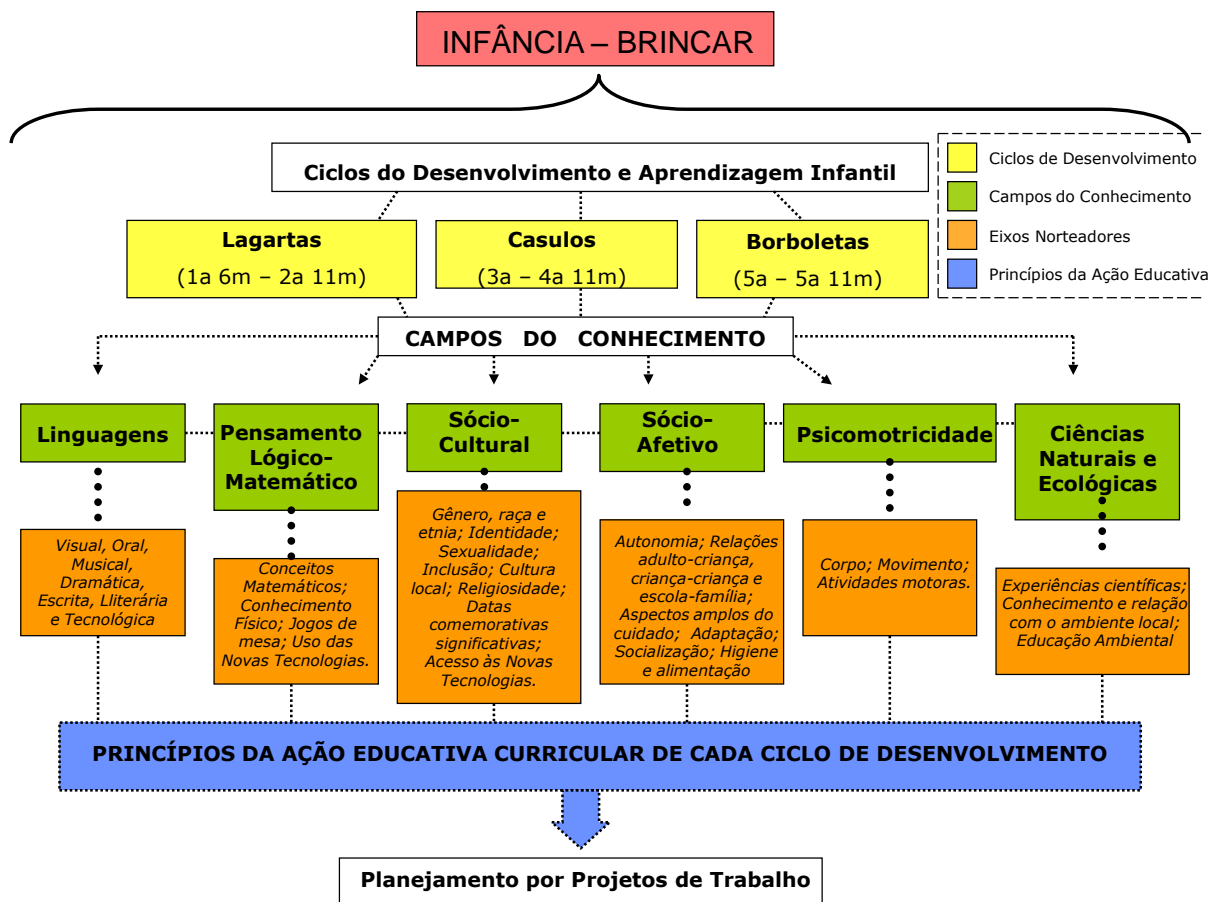 INFÂNCIA – BRINCAR
Ciclos do Desenvolvimento e Aprendizagem Infantil
Ciclos de Desenvolvimento
Campos do Conhecimento
Eixos Norteadores
Princípios da Ação Educativa
Lagartas
(1a 6m – 2a 11m)
Casulos
(3a – 4a 11m)
Borboletas
(5a – 5a 11m)
CAMPOS DO CONHECIMENTO
Linguagens
Pensamento
Lógico-
Matemático
Sócio-
Cultural
Sócio-
Afetivo
Psicomotricidade
Ciências
Naturais e
Ecológicas
Visual, Oral,
Musical,
Dramática,
Escrita, Lliterária
e Tecnológica
Conceitos
Matemáticos;
Conhecimento
Físico; Jogos de
mesa; Uso das
Novas Tecnologias.
Gênero, raça e
etnia; Identidade;
Sexualidade;
Inclusão; Cultura
local; Religiosidade;
Datas
comemorativas
significativas;
Acesso às Novas
Tecnologias.
Autonomia; Relações
adulto-criança,
criança-criança e
escola-família;
Aspectos amplos do
cuidado; Adaptação;
Socialização; Higiene
e alimentação
Corpo; Movimento;
Atividades motoras.
Experiências científicas;
Conhecimento e relação
com o ambiente local;
Educação Ambiental
PRINCÍPIOS DA AÇÃO EDUCATIVA CURRICULAR DE CADA CICLO DE DESENVOLVIMENTO
Planejamento por Projetos de Trabalho